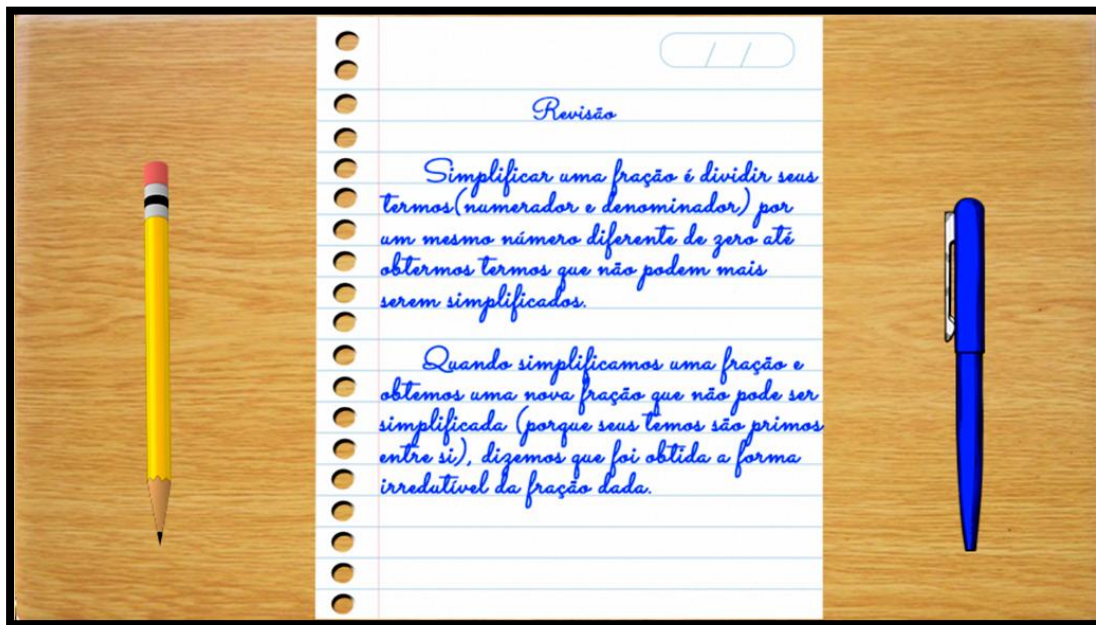 / /
Revisão
Simplificar uma fração é dividir seus
termos(numerador e denominador) por
um mesmo número diferente de zero até
obtermos termos que não podem mais
serem simplificados.
Quando simplificamos uma fração e
obtemos uma nova fração que não pode ser
simplificada (porque seus temos são primos
entre si), dizemos que foi obtida a forma
irredutível da fração dada.